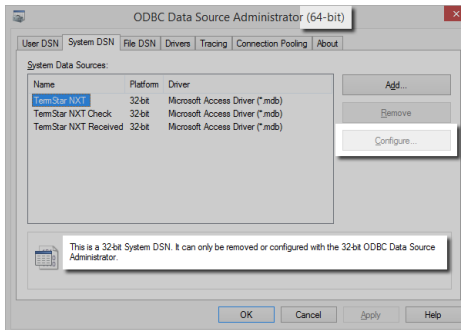 ODBC Data Source Administrator (64-bit)
User DSN System DSN File DSN Drivers Tracing Connection Pooling About
System Data Sources:
Name Platform Driver
TermStar NXT 32-bit Microsoft Access Driver (*.mdb)
TermStar NXT Check 32-bit Microsoft Access Driver (*.mdb)
TermStar NXT Received 32-bit Microsoft Access Driver (*.mdb)
Add...
Remove
Configure...
This is a 32-bit System DSN. It can only be removed or configured with the 32-bit ODBC Data Source
Administrator.
OK Cancel Apply Help